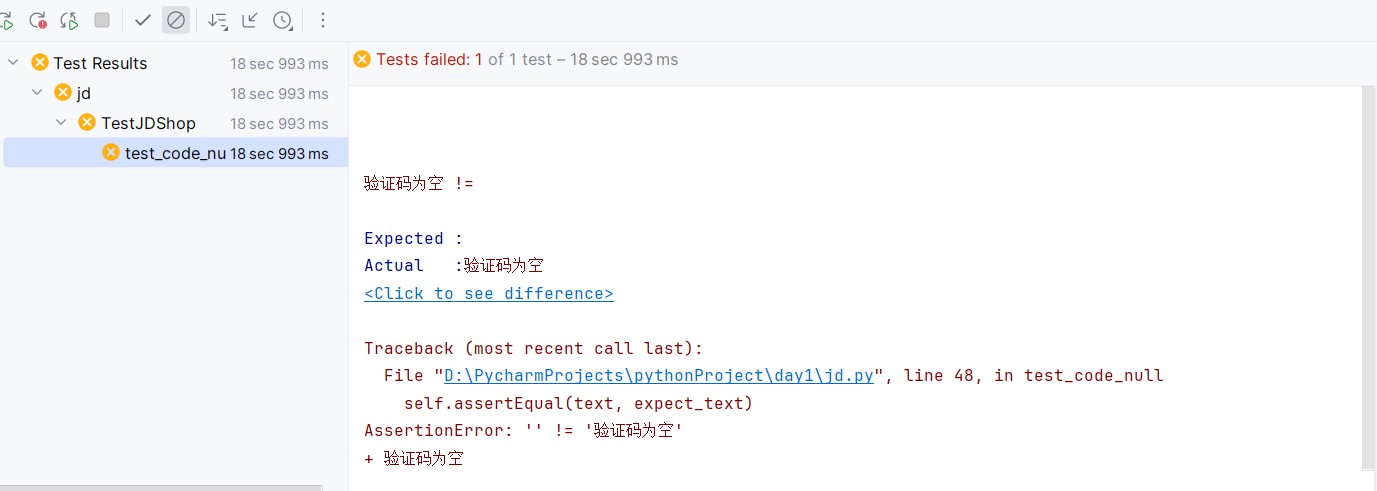 Test Results 18 sec 993 ms
Tests failed: 1 of 1 test – 18 sec 993 ms
jd 18 sec 993 ms
TestJDShop 18 sec 993 ms
test_code_nu 18 sec 993 ms
验证码为空 !=
Expected :
Actual   :验证码为空
<Click to see difference>
Traceback (most recent call last):
  File "D:\PycharmProjects\pythonProject\day1\jd.py", line 48, in test_code_null
    self.assertEqual(text, expect_text)
AssertionError: '' != '验证码为空'
+ 验证码为空